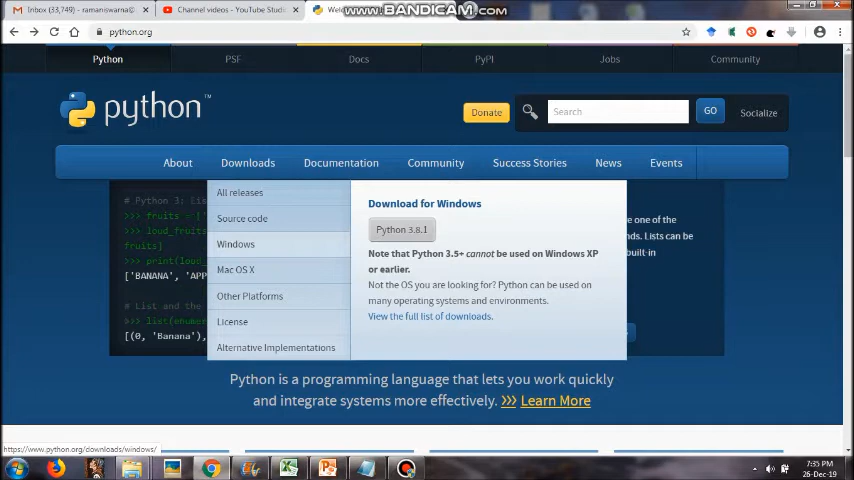 Inbox (33,749) - ramaniswarna@
Channel videos - YouTube Studi
Wel
WWW.BANDICAM.COM
python.org
Python
PSF
Docs
PyPI
Jobs
Community
python™
Donate
Search
GO
Socialize
About
Downloads
Documentation
Community
Success Stories
News
Events
# Python 3: Lis
fruits = ['
loud_fruits
fruits]
print(loud_
['BANANA', 'APP
# List and the
list(enumer
[(0, 'Banana'),
All releases
Source code
Windows
Mac OS X
Other Platforms
License
Alternative Implementations
Download for Windows
Python 3.8.1
Note that Python 3.5+ cannot be used on Windows XP
or earlier.
Not the OS you are looking for? Python can be used on
many operating systems and environments.
View the full list of downloads.
re one of the
nds. Lists can be
built-in
Python is a programming language that lets you work quickly
and integrate systems more effectively. >>> Learn More
https://www.python.org/downloads/windows/
7:35 PM
26-Dec-19